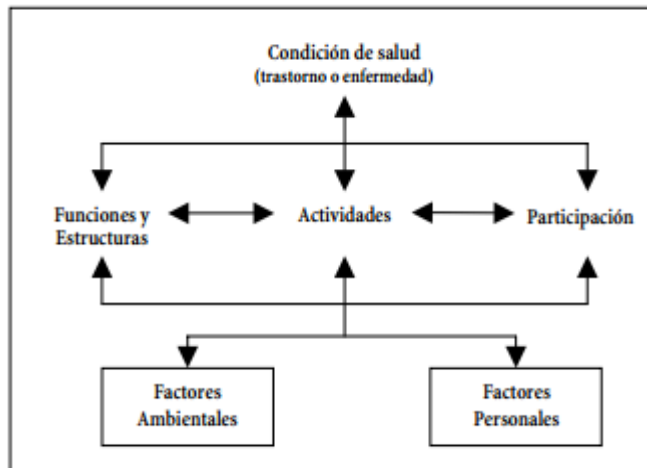 Condición de salud
(trastorno o enfermedad)
Funciones y
Estructuras
Actividades
Participación
Factores
Ambientales
Factores
Personales